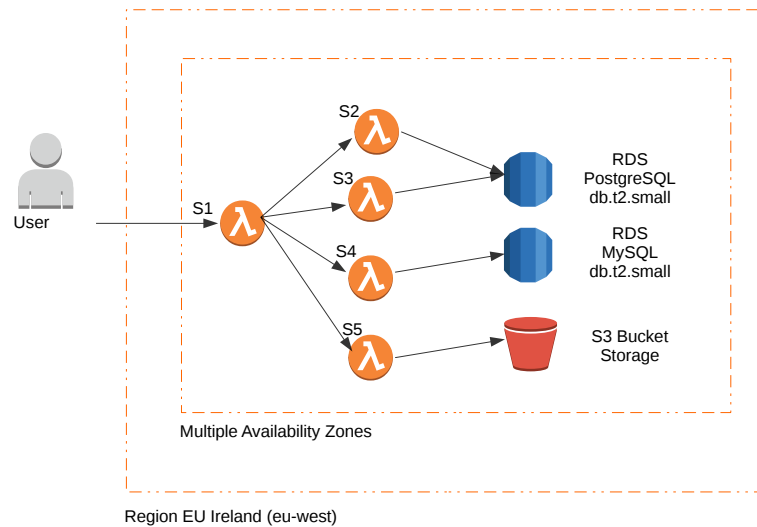 S2
S3
S1
S4
S5
User
RDS
PostgreSQL
db.t2.small
RDS
MySQL
db.t2.small
S3 Bucket
Storage
Multiple Availability Zones
Region EU Ireland (eu-west)